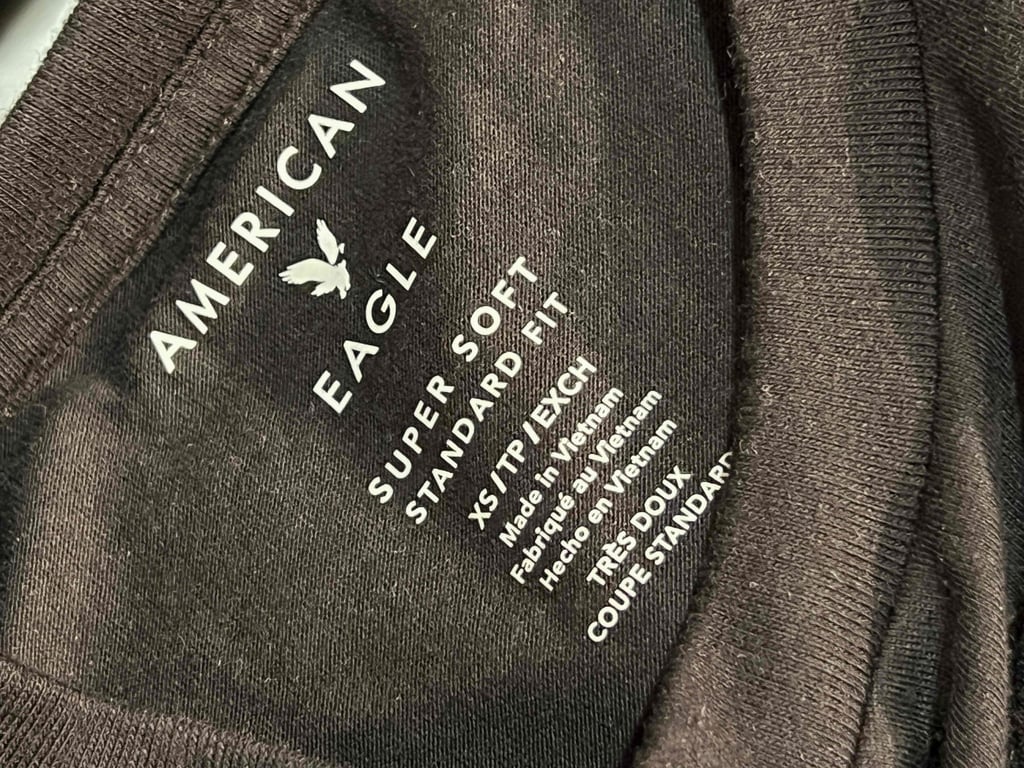 AMERICAN
EAGLE
SUPER SOFT
STANDARD FIT
XS/TP/EXCH
Made in Vietnam
Fabriqué au Vietnam
Hecho en Vietnam
TRÈS DOUX
COUPE STANDARD